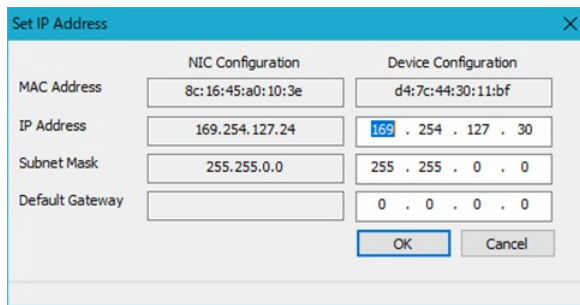 Set IP Address
NIC Configuration Device Configuration
MAC Address 8c:16:45:a0:10:3e d4:7c:44:30:11:bf
IP Address 169.254.127.24 169 . 254 . 127 . 30
Subnet Mask 255.255.0.0 255 . 255 . 0 . 0
Default Gateway 0 . 0 . 0 . 0
OK Cancel